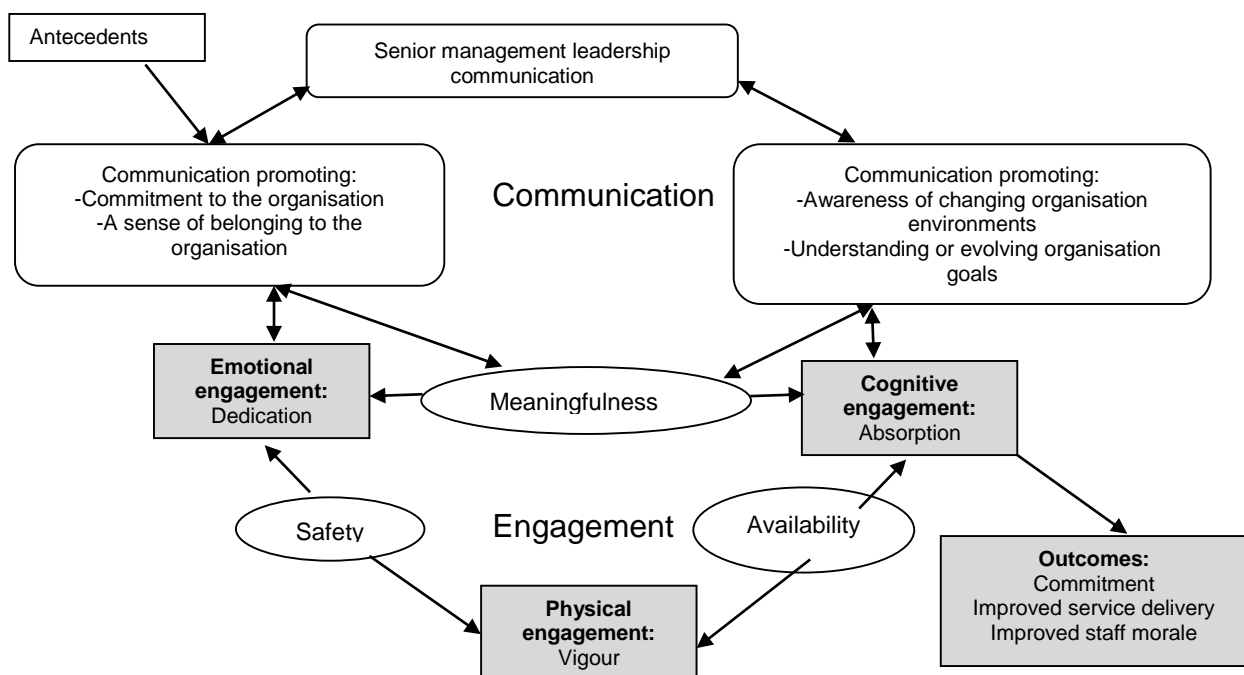 Antecedents
Senior management leadership
communication
Communication promoting:
-Commitment to the organisation
-A sense of belonging to the
organisation
Communication
Communication promoting:
-Awareness of changing organisation
environments
-Understanding or evolving organisation
goals
Emotional
engagement:
Dedication
Meaningfulness
Cognitive
engagement:
Absorption
Safety
Engagement
Availability
Physical
engagement:
Vigour
Outcomes:
Commitment
Improved service delivery
Improved staff morale